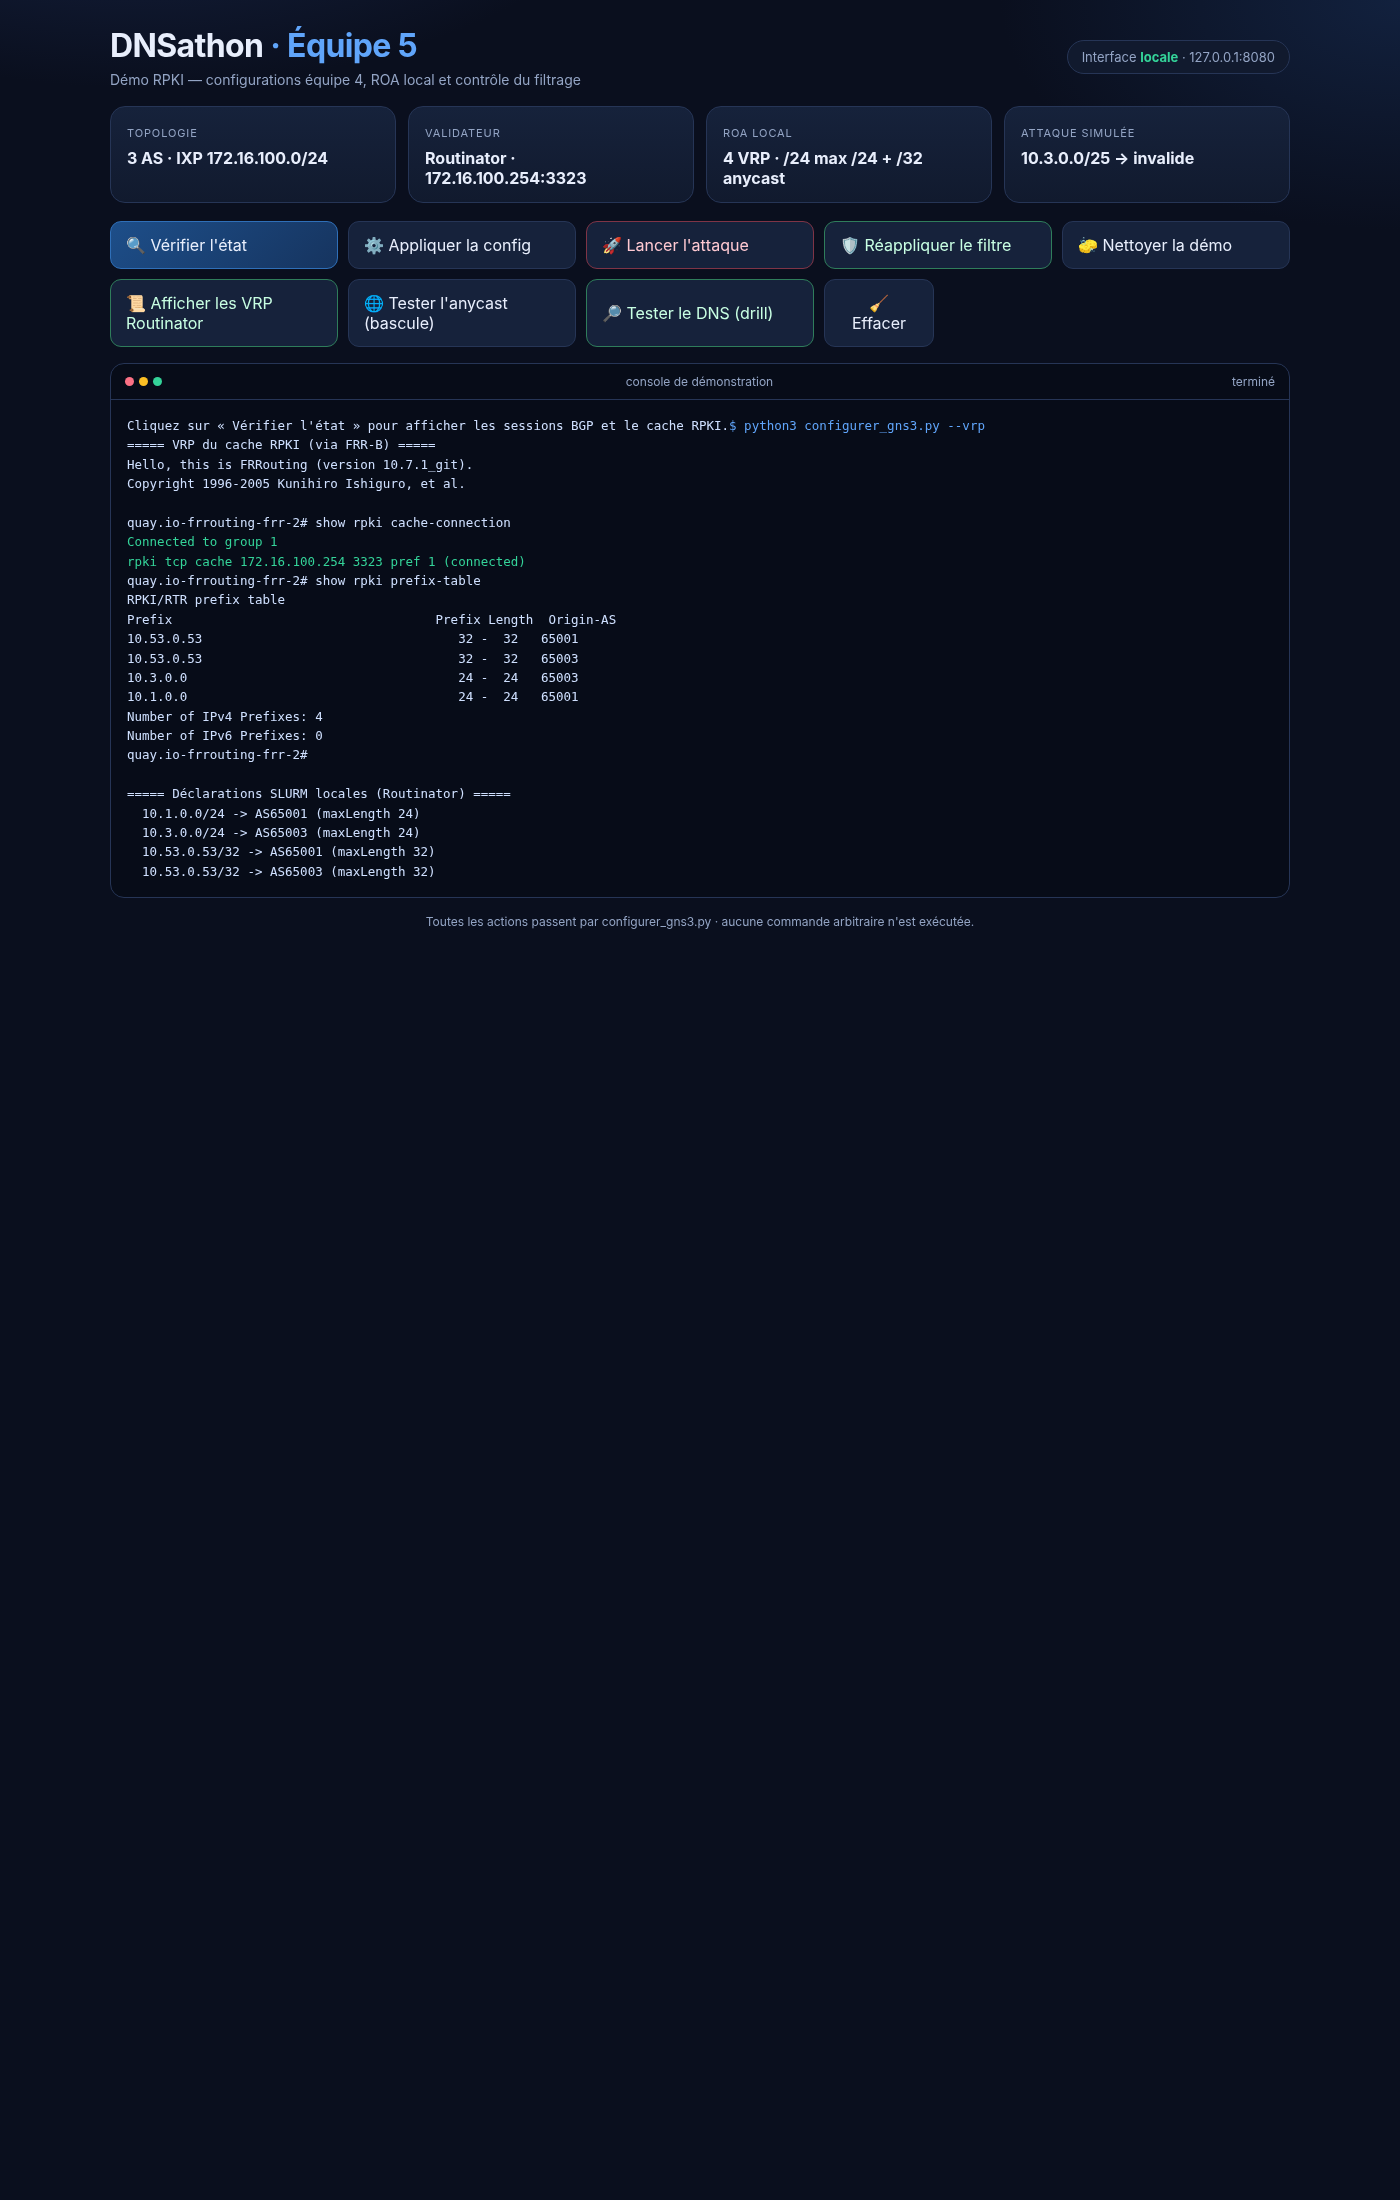 DNSathon · Équipe 5
Démo RPKI — configurations équipe 4, ROA local et contrôle du filtrage
Interface locale · 127.0.0.1:8080
TOPOLOGIE
3 AS · IXP 172.16.100.0/24
VALIDATEUR
Routinator ·
172.16.100.254:3323
ROA LOCAL
4 VRP · /24 max /24 + /32
anycast
ATTAQUE SIMULÉE
10.3.0.0/25 → invalide
🔍 Vérifier l'état
⚙️ Appliquer la config
🚀 Lancer l'attaque
🛡️ Réappliquer le filtre
🧽 Nettoyer la démo
📜 Afficher les VRP
Routinator
🌐 Tester l'anycast
(bascule)
🔎 Tester le DNS (drill)
🧹
Effacer
console de démonstration
terminé
Cliquez sur « Vérifier l'état » pour afficher les sessions BGP et le cache RPKI.$ python3 configurer_gns3.py --vrp
===== VRP du cache RPKI (via FRR-B) =====
Hello, this is FRRouting (version 10.7.1_git).
Copyright 1996-2005 Kunihiro Ishiguro, et al.
quay.io-frrouting-frr-2# show rpki cache-connection
Connected to group 1
rpki tcp cache 172.16.100.254 3323 pref 1 (connected)
quay.io-frrouting-frr-2# show rpki prefix-table
RPKI/RTR prefix table
Prefix                                   Prefix Length  Origin-AS
10.53.0.53                                  32 -  32   65001
10.53.0.53                                  32 -  32   65003
10.3.0.0                                    24 -  24   65003
10.1.0.0                                    24 -  24   65001
Number of IPv4 Prefixes: 4
Number of IPv6 Prefixes: 0
quay.io-frrouting-frr-2#
===== Déclarations SLURM locales (Routinator) =====
10.1.0.0/24 -> AS65001 (maxLength 24)
10.3.0.0/24 -> AS65003 (maxLength 24)
10.53.0.53/32 -> AS65001 (maxLength 32)
10.53.0.53/32 -> AS65003 (maxLength 32)
Toutes les actions passent par configurer_gns3.py · aucune commande arbitraire n'est exécutée.